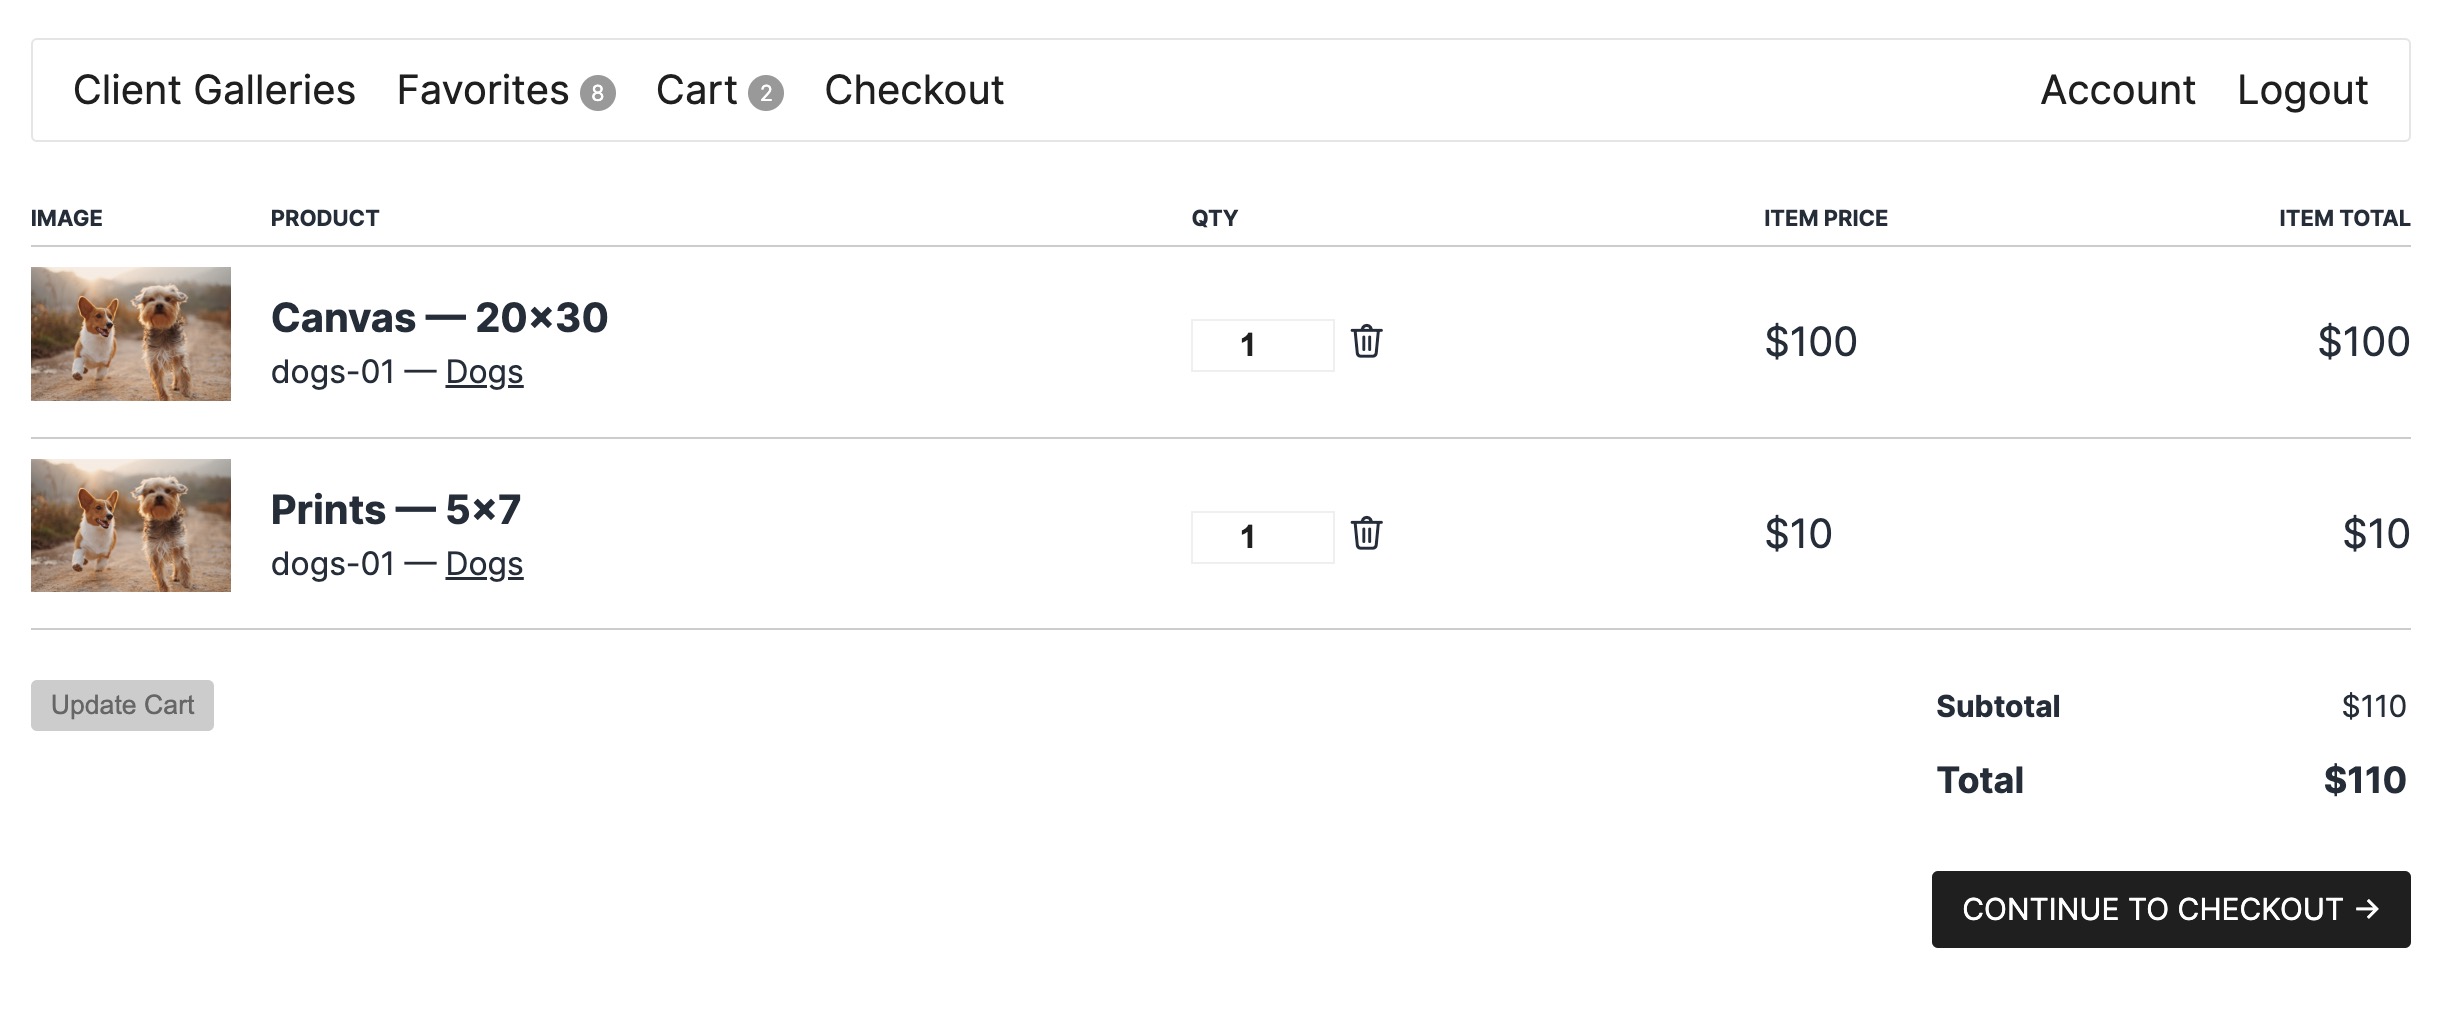 Client Galleries Favorites 8 Cart 2 Checkout Account Logout
IMAGE PRODUCT QTY ITEM PRICE ITEM TOTAL
Canvas — 20×30
dogs-01 — Dogs
1 $100 $100
Prints — 5×7
dogs-01 — Dogs
1 $10 $10
Update Cart
Subtotal $110
Total $110
CONTINUE TO CHECKOUT →